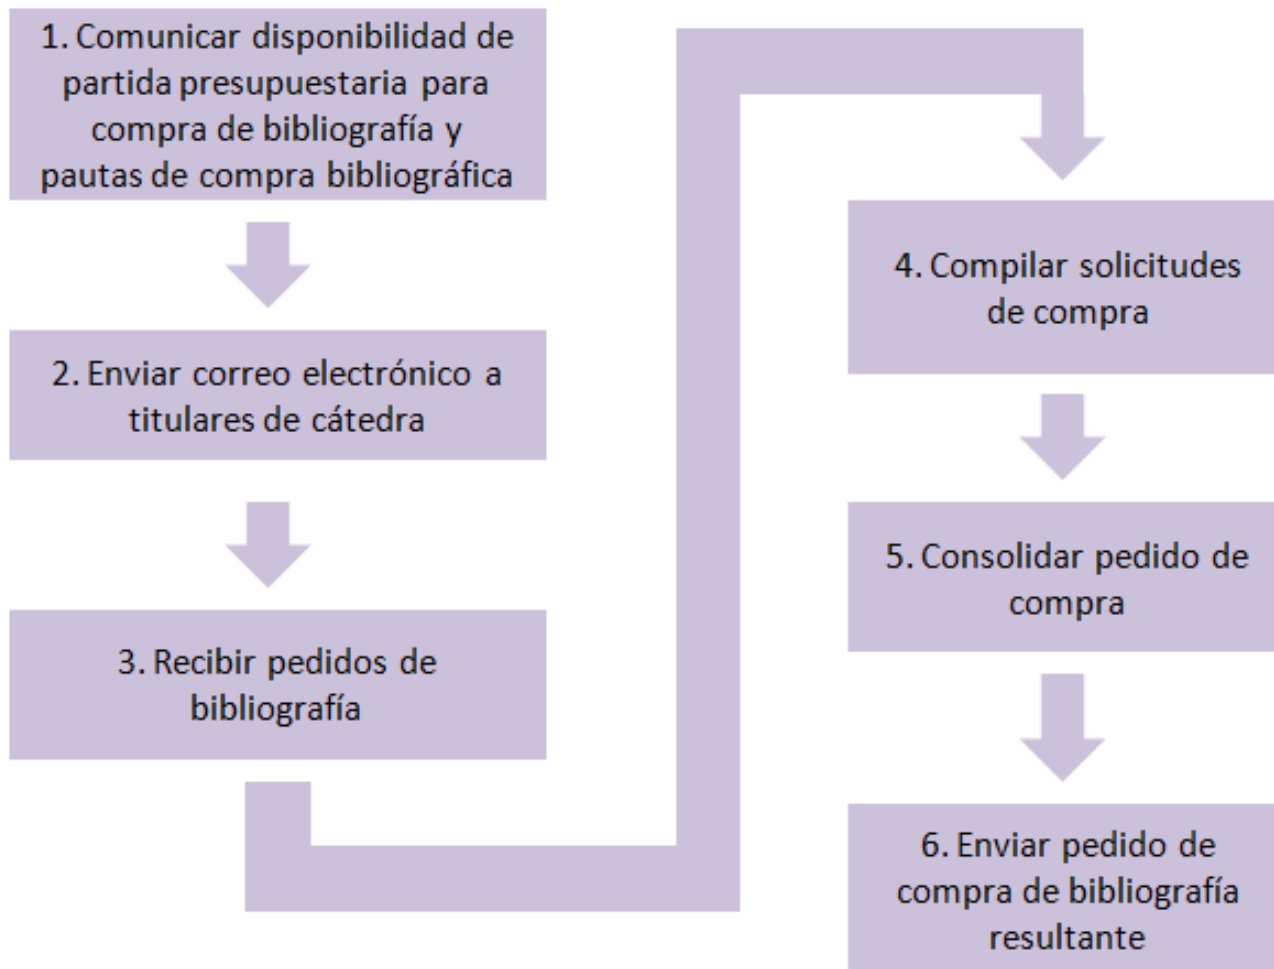 1. Comunicar disponibilidad de
partida presupuestaria para
compra de bibliografía y
pautas de compra bibliográfica
2. Enviar correo electrónico a
titulares de cátedra
3. Recibir pedidos de
bibliografía
4. Compilar solicitudes
de compra
5. Consolidar pedido de
compra
6. Enviar pedido de
compra de bibliografía
resultante